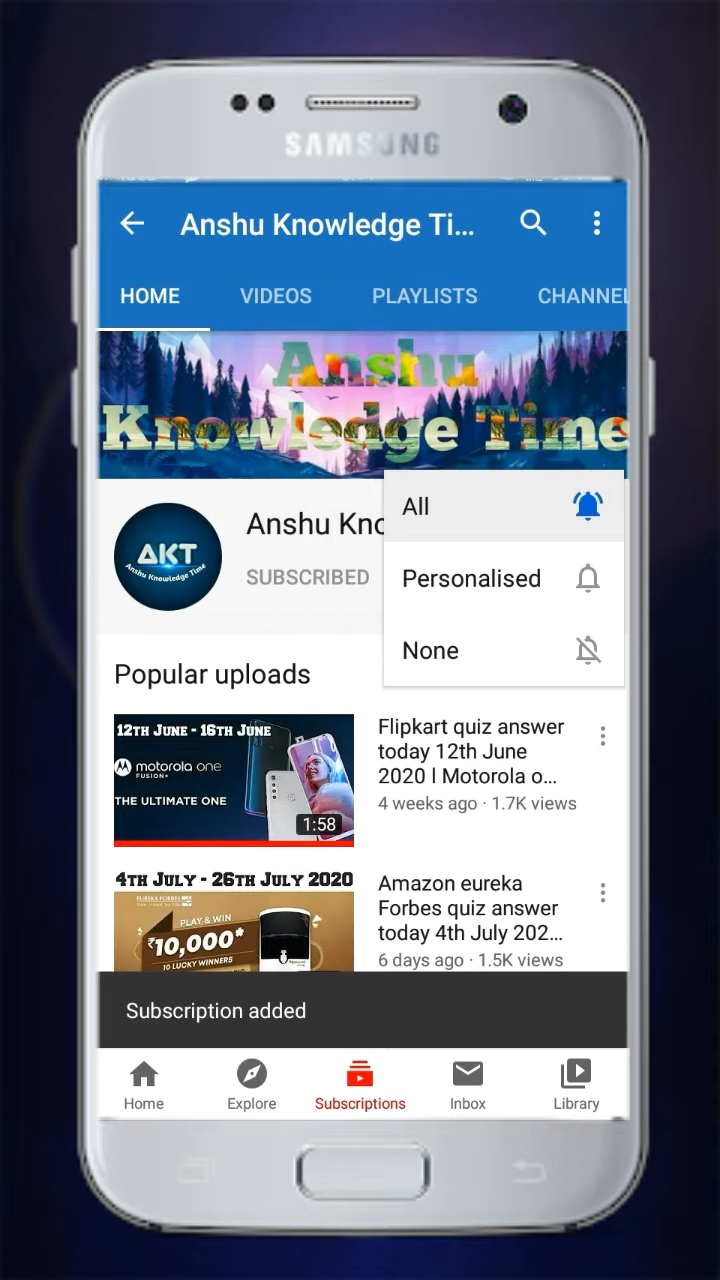 SAMSUNG
Anshu Knowledge Ti...
HOME VIDEOS PLAYLISTS CHANNEL
Anshu
Knowledge Time
All
Anshu Kno
AKT
Anshu Knowledge Time
SUBSCRIBED
Personalised
None
Popular uploads
12TH JUNE - 16TH JUNE
motorola one
FUSION+
THE ULTIMATE ONE
1:58
Flipkart quiz answer
today 12th June
2020 l Motorola o...
4 weeks ago · 1.7K views
4TH JULY - 26TH JULY 2020
EUREKA FORBES
PLAY & WIN
₹10,000*
10 LUCKY WINNERS
Amazon eureka
Forbes quiz answer
today 4th July 202...
6 days ago · 1.5K views
Subscription added
Home Explore Subscriptions Inbox Library